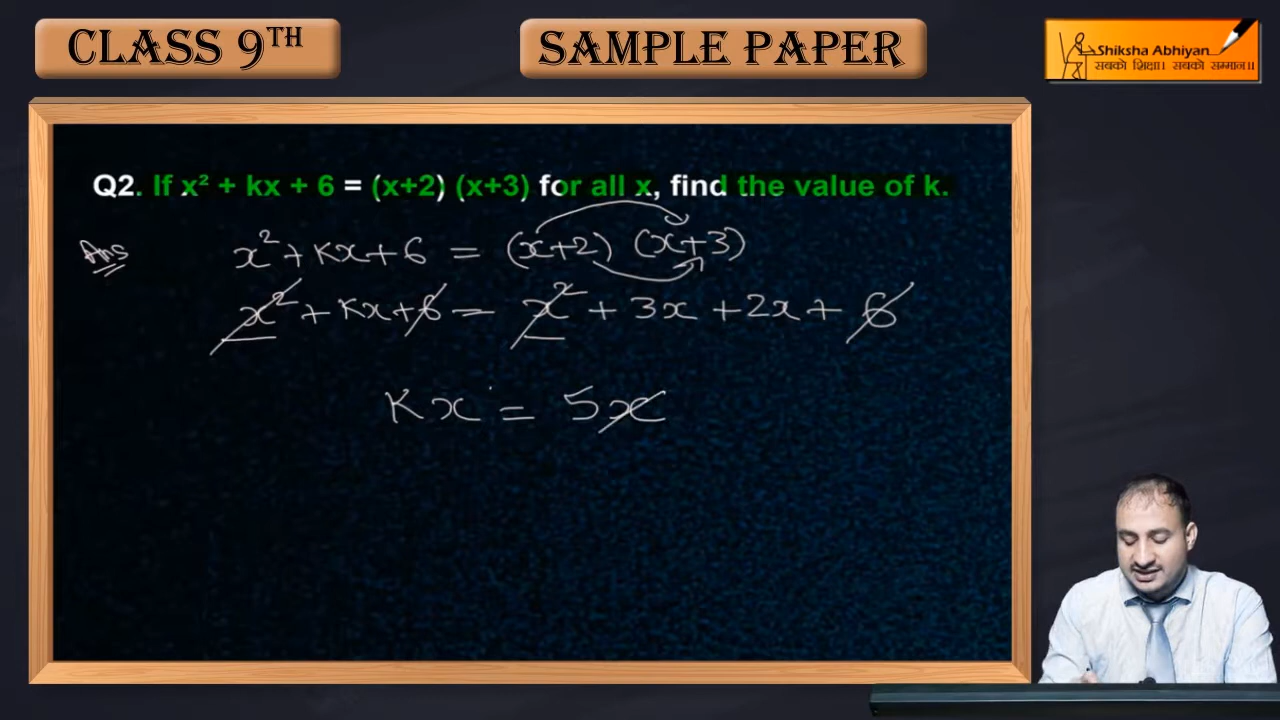 CLASS 9TH
SAMPLE PAPER
Shiksha Abhiyan
सबको शिक्षा। सबको सम्मान॥
Q2. If x² + kx + 6 = (x+2) (x+3) for all x, find the value of k.
Ans x² + kx + 6 = (x+2) (x+3)
x² + kx + 6 = x² + 3x + 2x + 6
kx = 5x